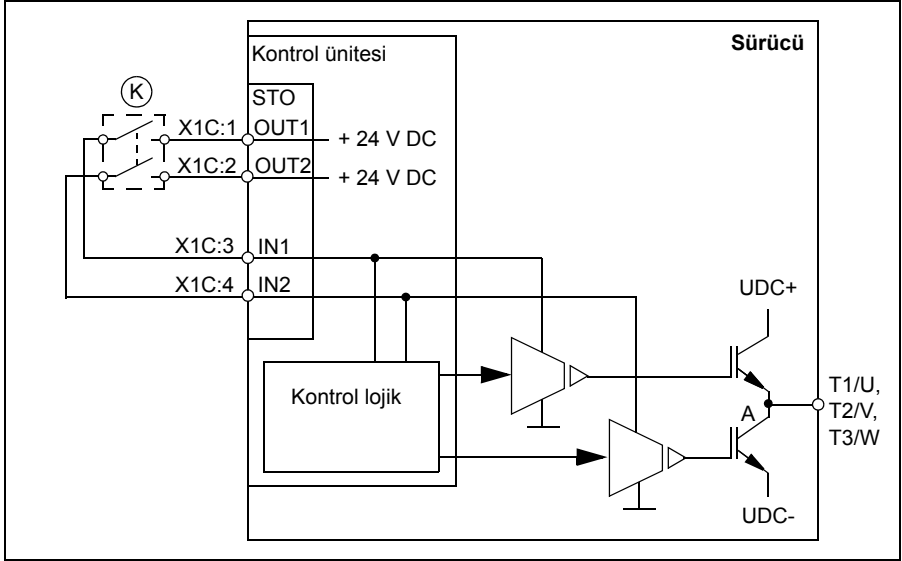 Sürücü
Kontrol ünitesi
K
STO
X1C:1 OUT1 + 24 V DC
X1C:2 OUT2 + 24 V DC
X1C:3 IN1
X1C:4 IN2
UDC+
Kontrol lojik
A
T1/U,
T2/V,
T3/W
UDC-